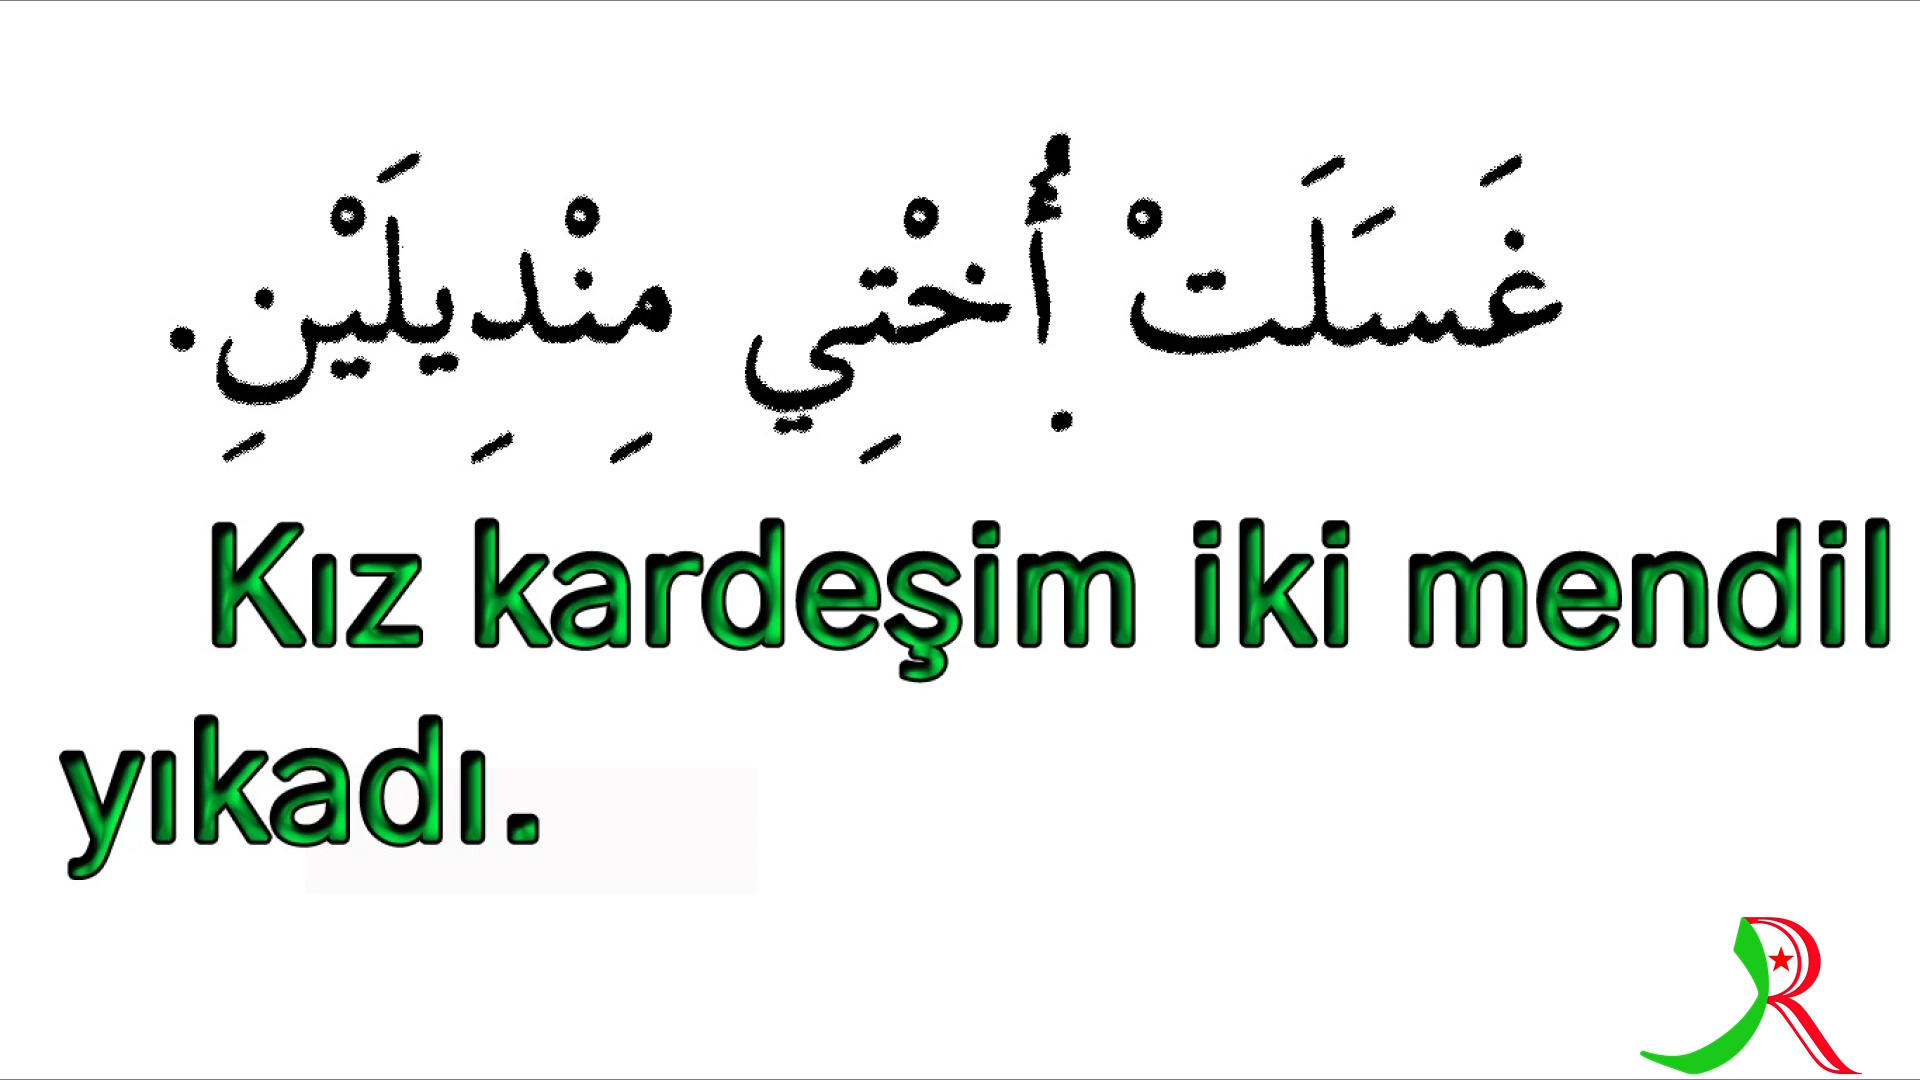 غَسَلَتْ أُخْتِي مِنْدِيلَيْنِ.
Kız kardeşim iki mendil
yıkadı.